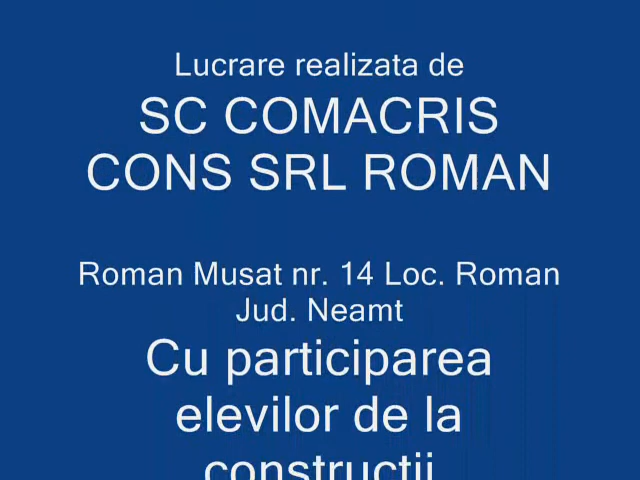 Lucrare realizata de
SC COMACRIS
CONS SRL ROMAN
Roman Musat nr. 14 Loc. Roman
Jud. Neamt
Cu participarea
elevilor de la
constructii